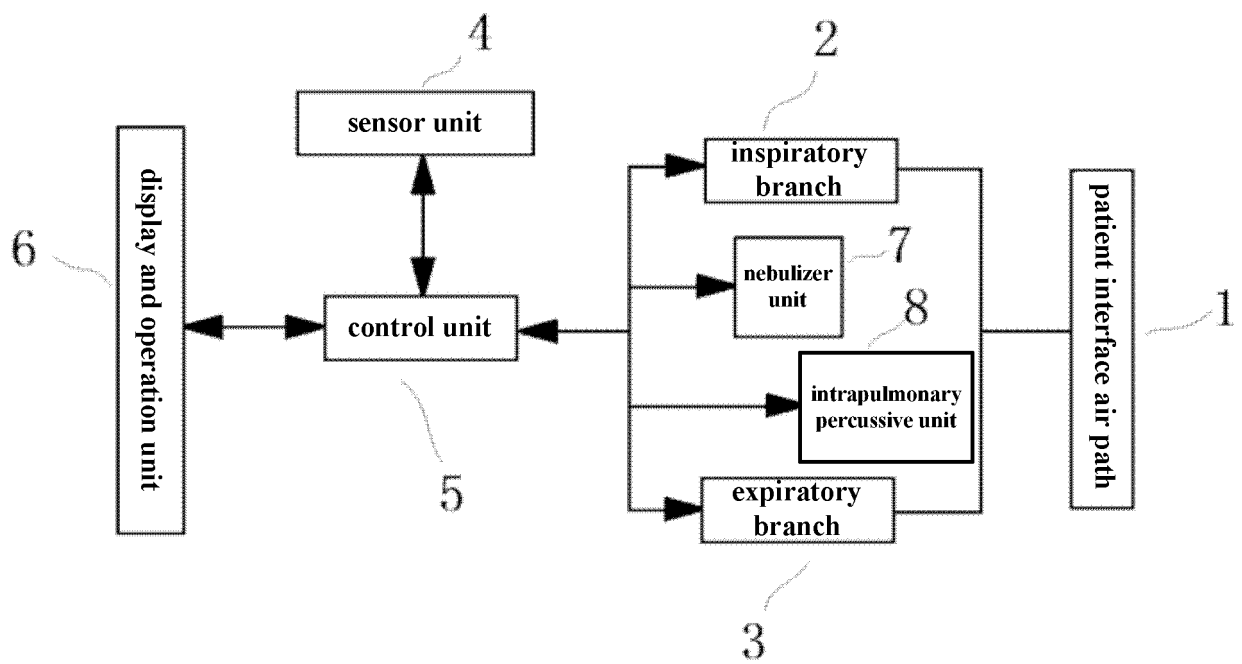 4
sensor unit
2
inspiratory
branch
display and operation unit
6
control unit
5
7
nebulizer
unit
8
intrapulmonary
percussive unit
expiratory
branch
3
patient interface air path
1